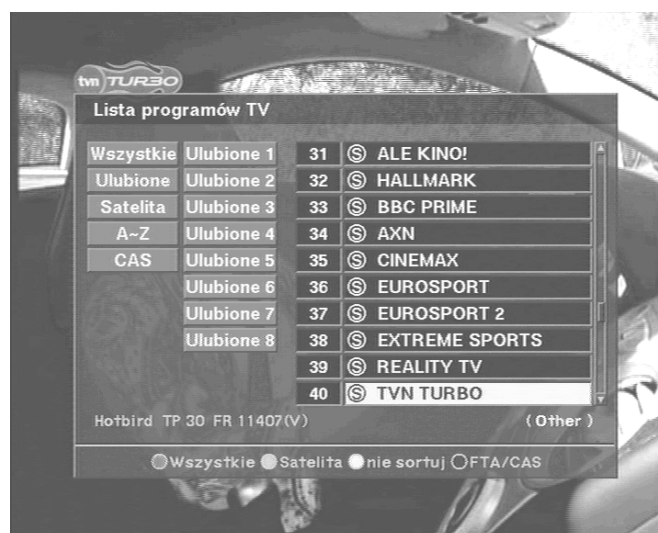 tvn TURBO
Lista programów TV
Wszystkie Ulubione 1 31 Ⓢ ALE KINO!
Ulubione Ulubione 2 32 Ⓢ HALLMARK
Satelita Ulubione 3 33 Ⓢ BBC PRIME
A~Z Ulubione 4 34 Ⓢ AXN
CAS Ulubione 5 35 Ⓢ CINEMAX
Ulubione 6 36 Ⓢ EUROSPORT
Ulubione 7 37 Ⓢ EUROSPORT 2
Ulubione 8 38 Ⓢ EXTREME SPORTS
39 Ⓢ REALITY TV
40 Ⓢ TVN TURBO
Hotbird TP 30 FR 11407(V) (Other)
Wszystkie Satelita nie sortuj FTA/CAS